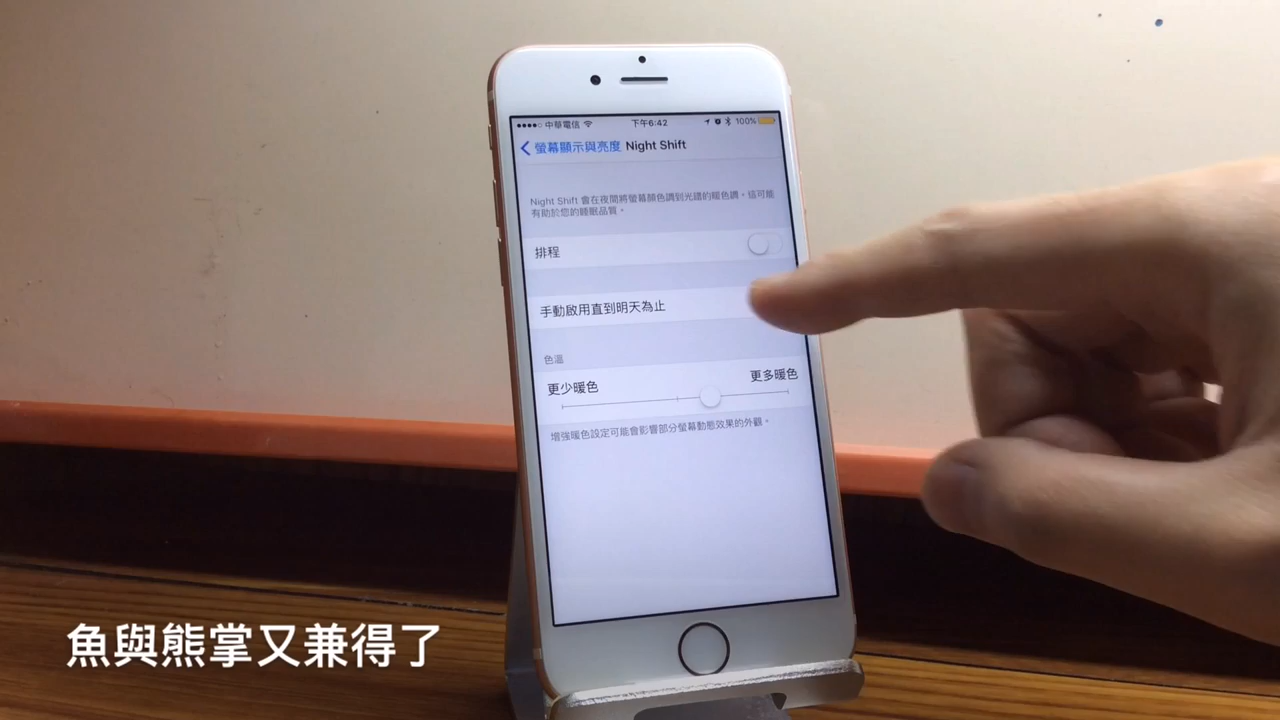 中華電信 下午6:42 100%
螢幕顯示與亮度 Night Shift
Night Shift 會在夜間將螢幕顏色調到光譜的暖色調。這可能
有助於您的睡眠品質。
排程
手動啟用直到明天為止
色溫
更少暖色 更多暖色
增強暖色設定可能會影響部分螢幕動態效果的外觀。
魚與熊掌又兼得了